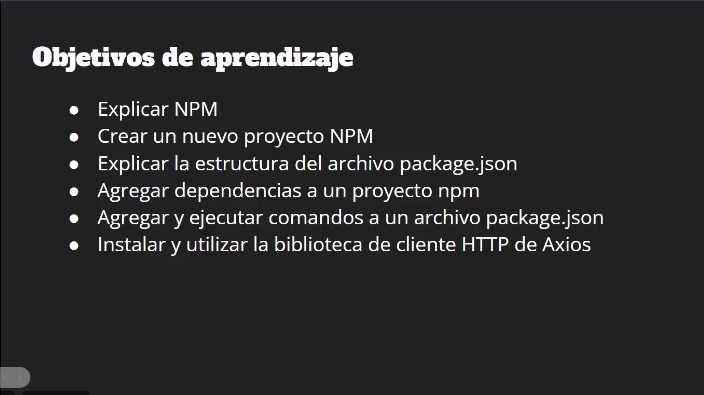 Objetivos de aprendizaje
● Explicar NPM
● Crear un nuevo proyecto NPM
● Explicar la estructura del archivo package.json
● Agregar dependencias a un proyecto npm
● Agregar y ejecutar comandos a un archivo package.json
● Instalar y utilizar la biblioteca de cliente HTTP de Axios